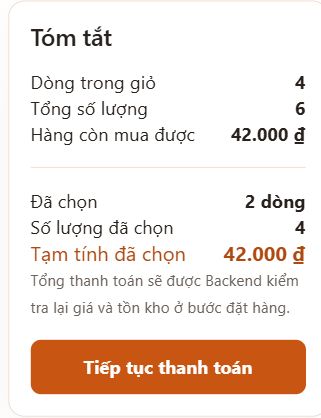 Tóm tắt
Dòng trong giỏ 4
Tổng số lượng 6
Hàng còn mua được 42.000 ₫
Đã chọn 2 dòng
Số lượng đã chọn 4
Tạm tính đã chọn 42.000 ₫
Tổng thanh toán sẽ được Backend kiểm
tra lại giá và tồn kho ở bước đặt hàng.
Tiếp tục thanh toán